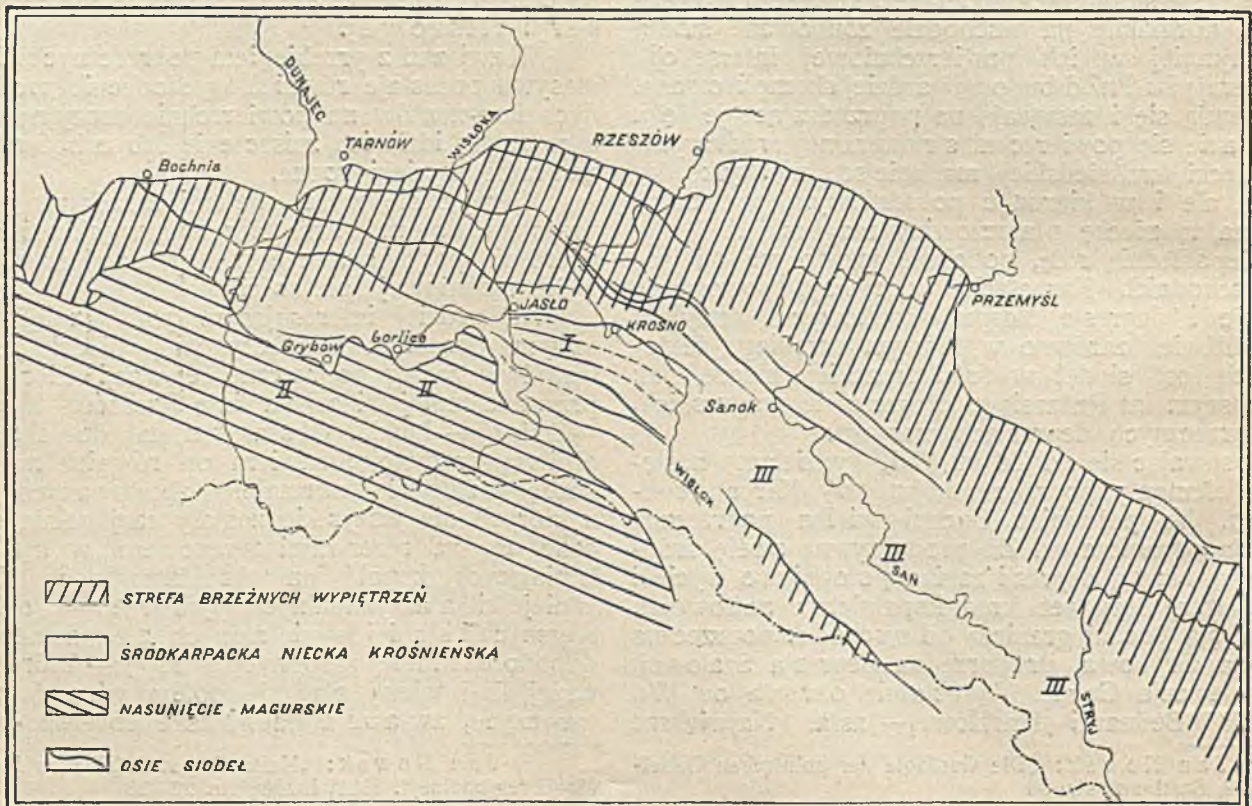 DUNAJEC
WISŁOKA
RZESZÓW
TARNÓW
Bochnia
PRZEMYŚL
JASŁO
KROSNO
I
Gorlice
Grybów
II
II
Sanok
WISŁOK
III
III
SAN
III
STRYJ
STREFA BRZEŻNYCH WYPIĘTRZEŃ
ŚRODKARPACKA NIECKA KROŚNIEŃSKA
NASUNIĘCIE MAGURSKIE
OSIE SIODEŁ